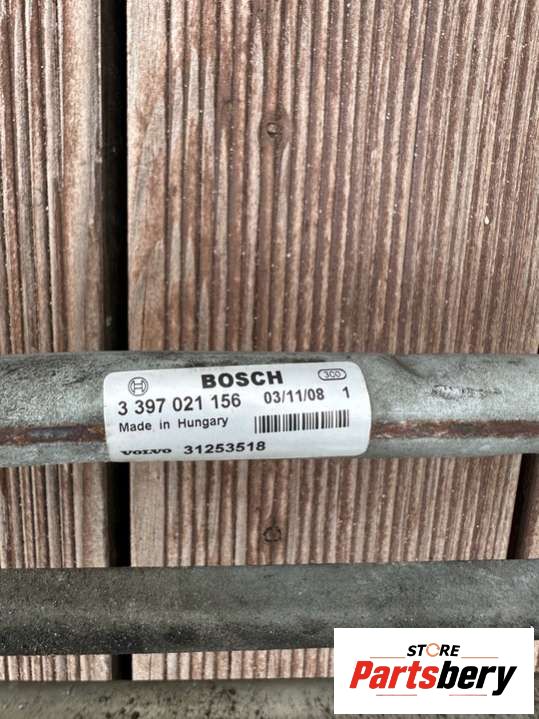 BOSCH 300
3 397 021 156 03/11/08 1
Made in Hungary
VOLVO 31253518
STORE
Partsbery